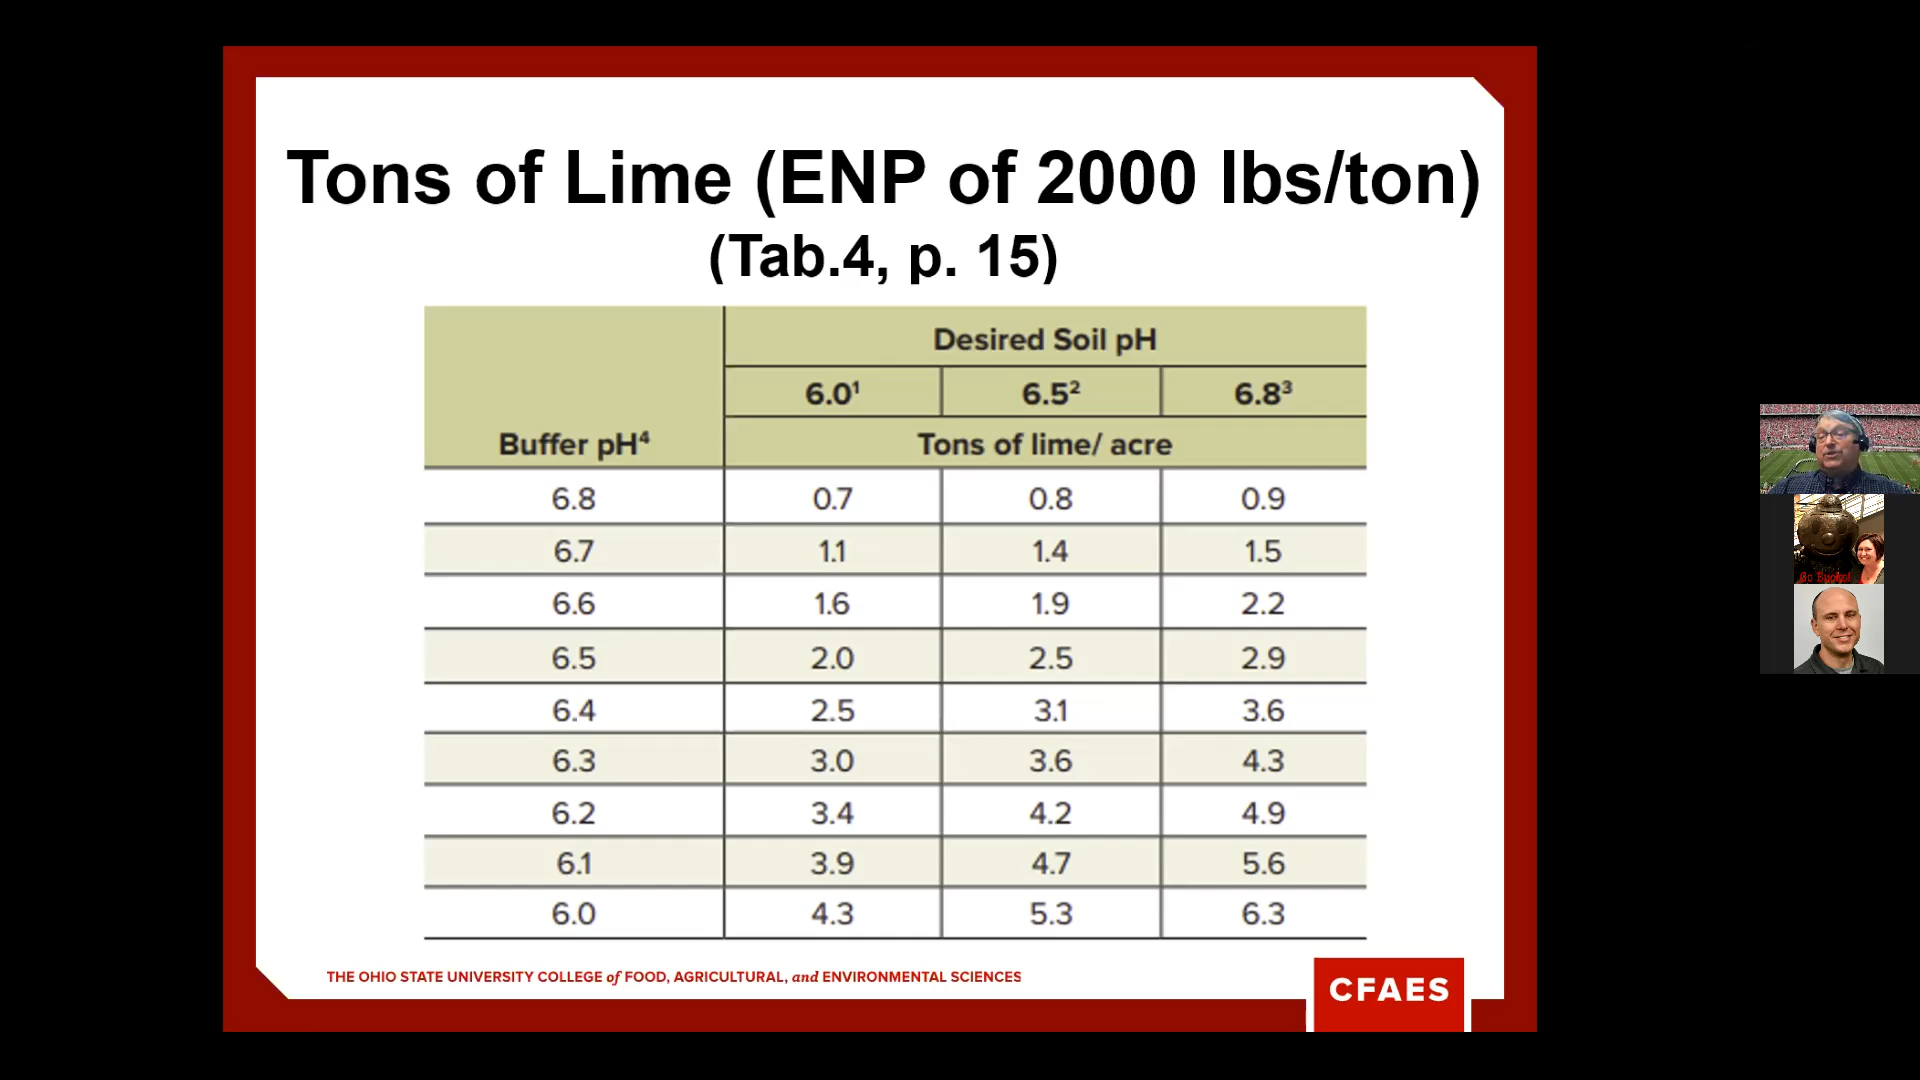 Tons of Lime (ENP of 2000 lbs/ton)
(Tab.4, p. 15)
Desired Soil pH
6.0¹ 6.5² 6.8³
Buffer pH⁴ Tons of lime/ acre
6.8 0.7 0.8 0.9
6.7 1.1 1.4 1.5
6.6 1.6 1.9 2.2
6.5 2.0 2.5 2.9
6.4 2.5 3.1 3.6
6.3 3.0 3.6 4.3
6.2 3.4 4.2 4.9
6.1 3.9 4.7 5.6
6.0 4.3 5.3 6.3
THE OHIO STATE UNIVERSITY COLLEGE of FOOD, AGRICULTURAL, and ENVIRONMENTAL SCIENCES
CFAES
Go Bucks!